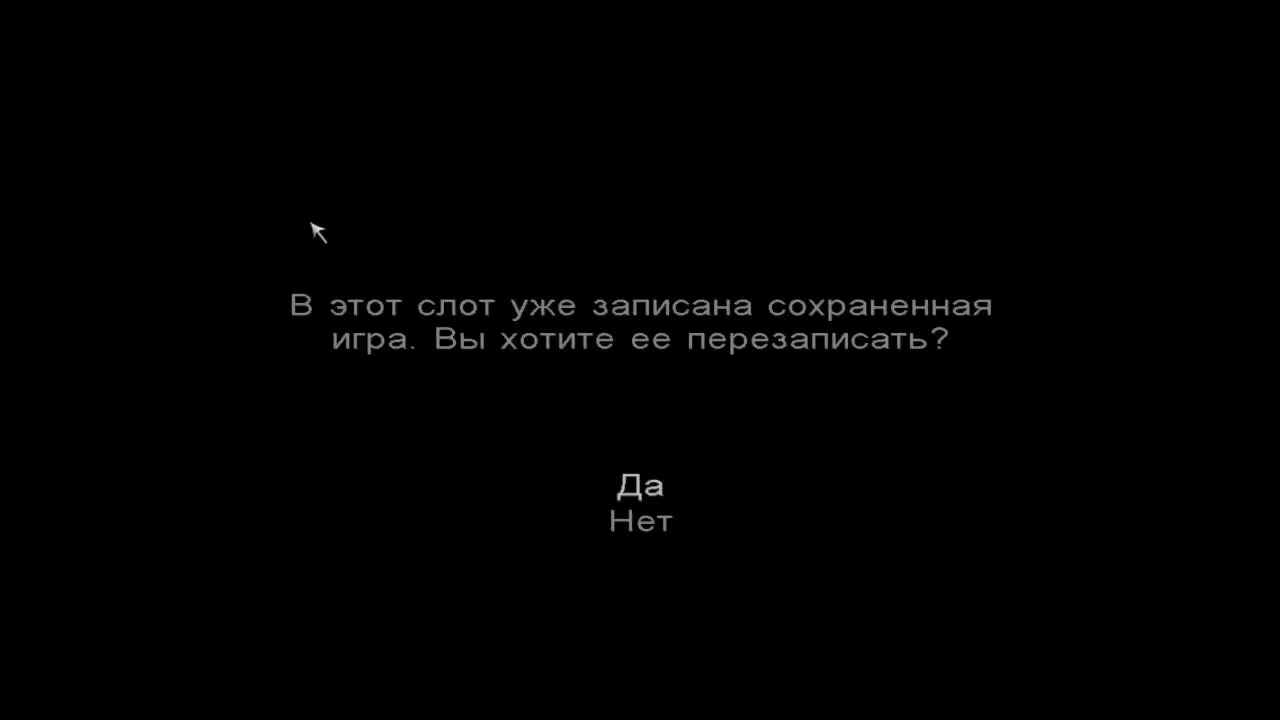 В этот слот уже записана сохраненная
игра. Вы хотите ее перезаписать?
Да
Нет